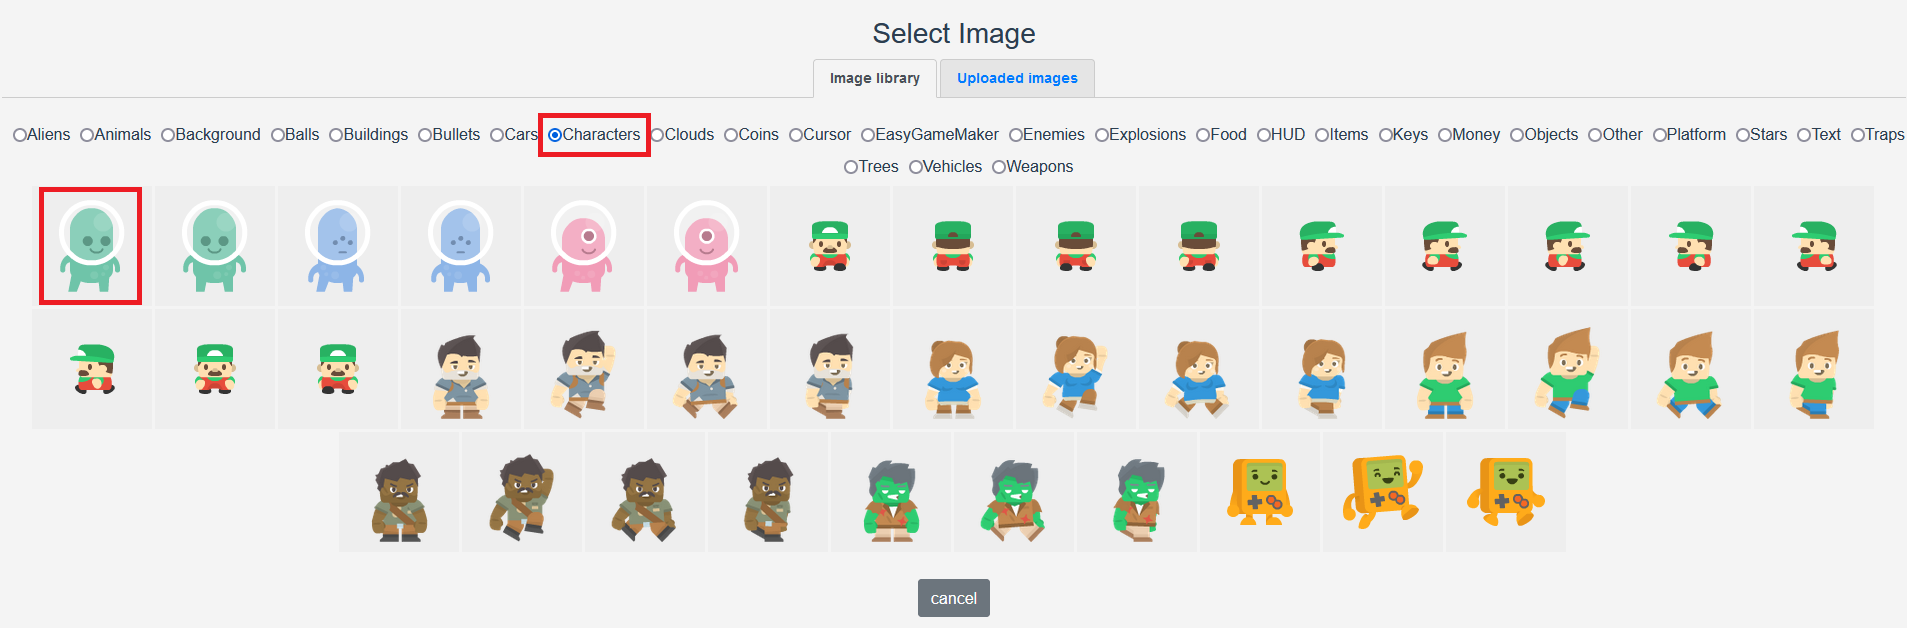 Select Image
Image library Uploaded images
Aliens Animals Background Balls Buildings Bullets Cars Characters Clouds Coins Cursor EasyGameMaker Enemies Explosions Food HUD Items Keys Money Objects Other Platform Stars Text Traps
Trees Vehicles Weapons
cancel